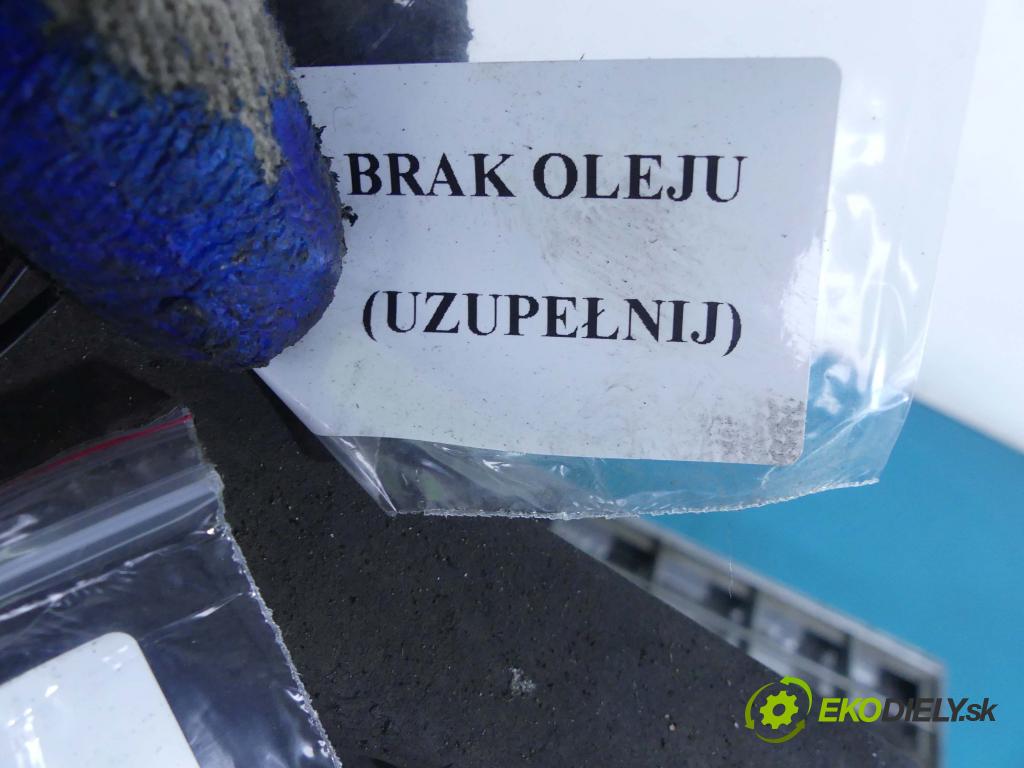 BRAK OLEJU
(UZUPEŁNIJ)
EKODIELY.sk